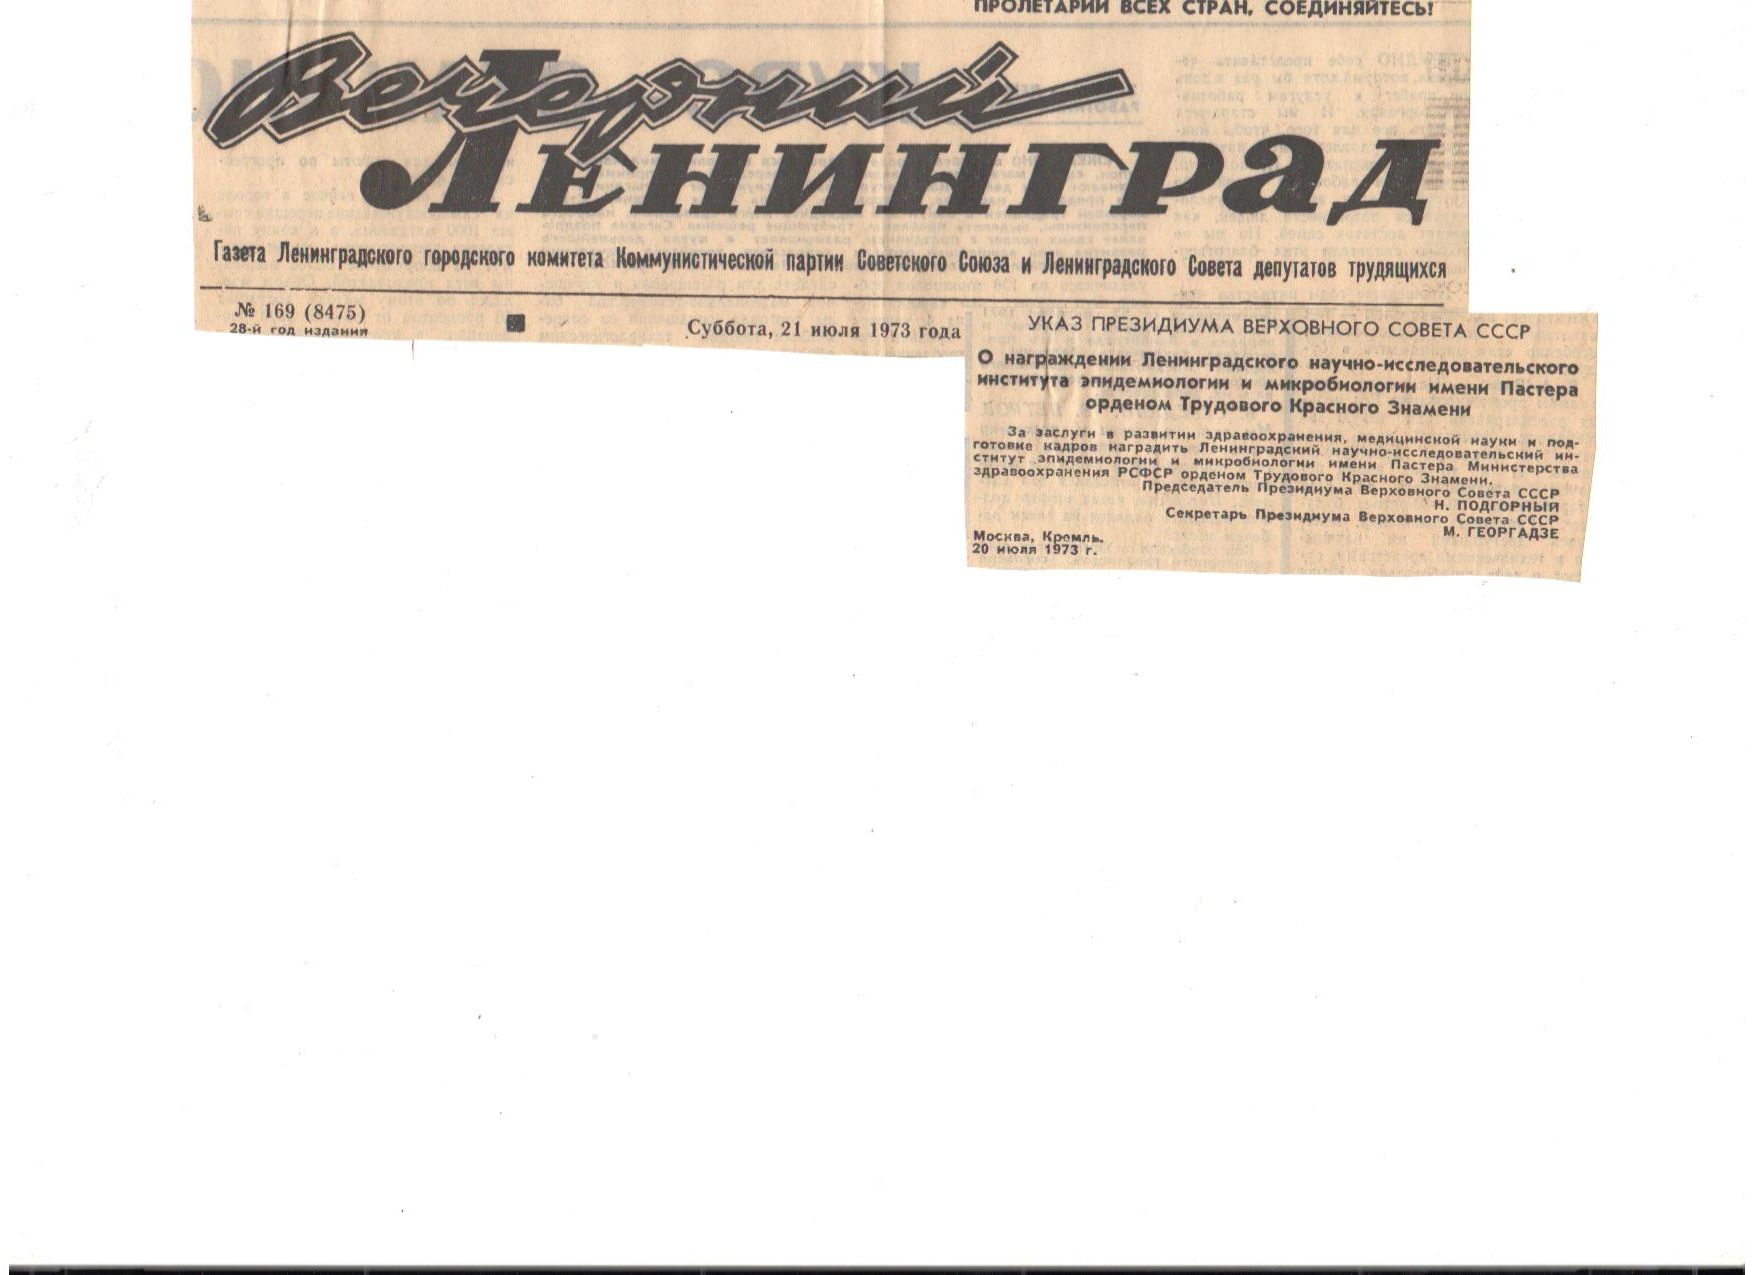 ПРОЛЕТАРИИ ВСЕХ СТРАН, СОЕДИНЯЙТЕСЬ!
Вечерний
ЛЕНИНГРАД
Газета Ленинградского городского комитета Коммунистической партии Советского Союза и Ленинградского Совета депутатов трудящихся
№ 169 (8475)
28-й год издания
Суббота, 21 июля 1973 года
УКАЗ ПРЕЗИДИУМА ВЕРХОВНОГО СОВЕТА СССР
О награждении Ленинградского научно-исследовательского
института эпидемиологии и микробиологии имени Пастера
орденом Трудового Красного Знамени
За заслуги в развитии здравоохранения, медицинской науки и под-
готовке кадров наградить Ленинградский научно-исследовательский ин-
ститут эпидемиологии и микробиологии имени Пастера Министерства
здравоохранения РСФСР орденом Трудового Красного Знамени.
Председатель Президиума Верховного Совета СССР
Н. ПОДГОРНЫЙ
Секретарь Президиума Верховного Совета СССР
М. ГЕОРГАДЗЕ
Москва, Кремль.
20 июля 1973 г.